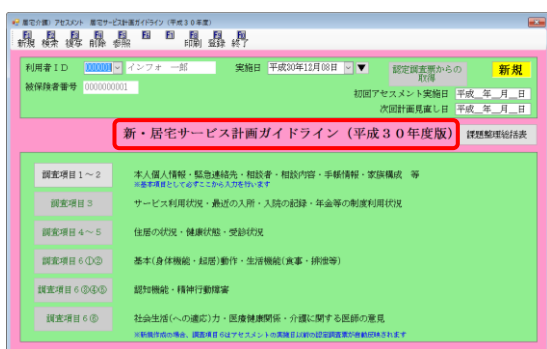 居宅介護) アセスメント 居宅サービス計画ガイドライン (平成30年度)
新規 検索 複写 削除 参照 印刷 登録 終了
利用者ID 000001 インフォ 一郎 実施日 平成30年12月08日 認定調査票からの取得 新規
被保険者番号 0000000001
初回アセスメント実施日 平成__年__月__日
次回計画見直し日 平成__年__月__日
新・居宅サービス計画ガイドライン(平成30年度版) 課題整理総括表
調査項目1~2 本人個人情報・緊急連絡先・相談者・相談内容・手帳情報・家族構成 等
※基本項目として必ずここから入力を行います
調査項目3 サービス利用状況・最近の入所・入院の記録・年金等の制度利用状況
調査項目4~5 住居の状況・健康状態・受診状況
調査項目6①② 基本(身体機能・起居)動作・生活機能(食事・排泄等)
調査項目6③④⑤ 認知機能・精神行動障害
調査項目6⑥ 社会生活(への適応)力・医療健康関係・介護に関する医師の意見
※新規作成の場合、調査項目6はアセスメントの実施日以前の認定調査票が自動反映されます